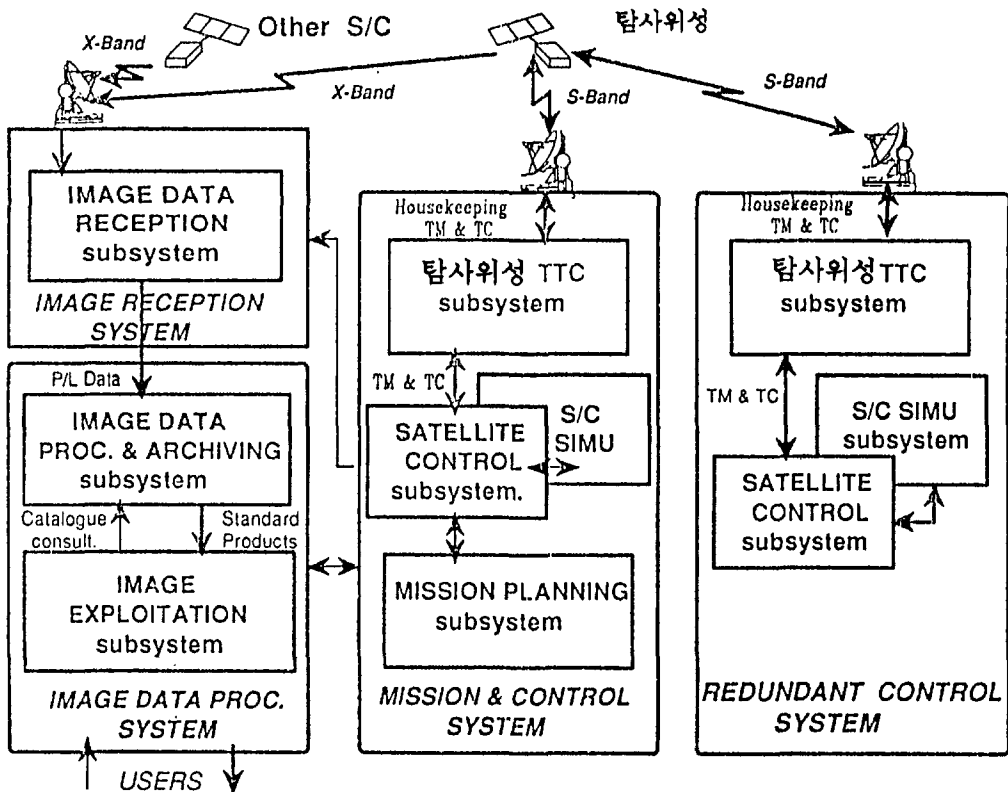 Other S/C
탐사위성
X-Band
X-Band
S-Band
S-Band
IMAGE DATA
RECEPTION
subsystem
IMAGE RECEPTION
SYSTEM
P/L Data
IMAGE DATA
PROC. & ARCHIVING
subsystem
Catalogue
consult.
Standard
Products
IMAGE
EXPLOITATION
subsystem
IMAGE DATA PROC.
SYSTEM
USERS
Housekeeping
TM & TC
탐사위성 TTC
subsystem
TM & TC
S/C
SIMU
SATELLITE
CONTROL
subsystem.
MISSION PLANNING
subsystem
MISSION & CONTROL
SYSTEM
Housekeeping
TM & TC
탐사위성 TTC
subsystem
TM & TC
S/C SIMU
subsystem
SATELLITE
CONTROL
subsystem
REDUNDANT CONTROL
SYSTEM